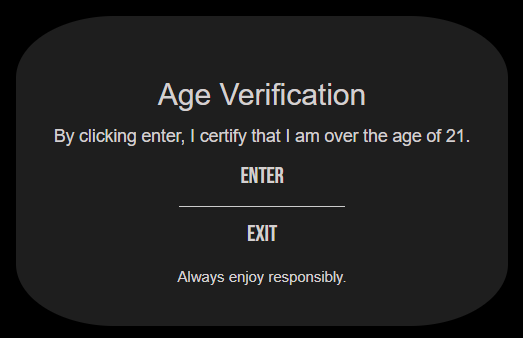 Age Verification
By clicking enter, I certify that I am over the age of 21.
ENTER
EXIT
Always enjoy responsibly.